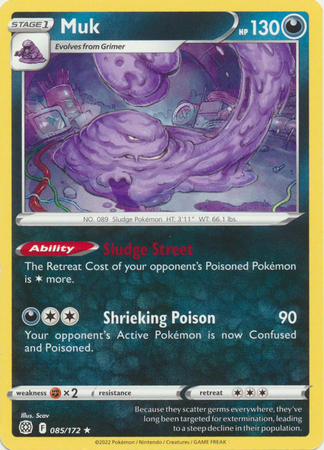 STAGE 1
Muk
HP 130
Evolves from Grimer
NO. 089 Sludge Pokémon HT: 3'11" WT: 66.1 lbs.
Ability Sludge Street
The Retreat Cost of your opponent's Poisoned Pokémon
is more.
Shrieking Poison 90
Your opponent's Active Pokémon is now Confused
and Poisoned.
weakness ×2 resistance retreat
Illus. Scav
F 085/172 ★
Because they scatter germs everywhere, they've
long been targeted for extermination, leading
to a steep decline in their population.
©2022 Pokémon / Nintendo / Creatures / GAME FREAK